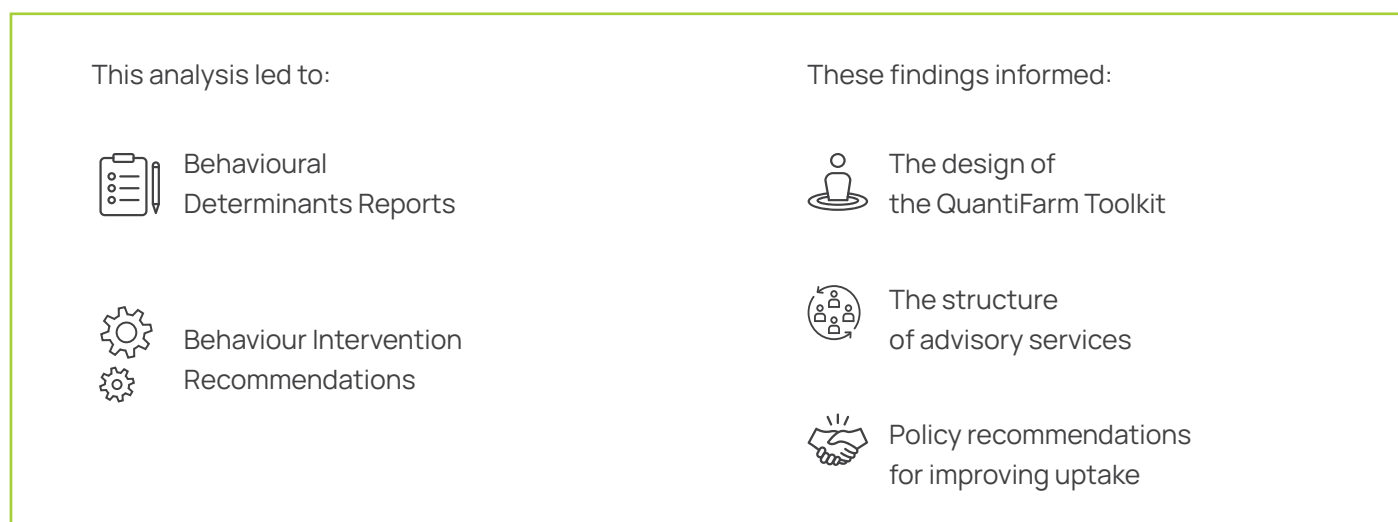 This analysis led to:
Behavioural
Determinants Reports
Behaviour Intervention
Recommendations
These findings informed:
The design of
the QuantiFarm Toolkit
The structure
of advisory services
Policy recommendations
for improving uptake